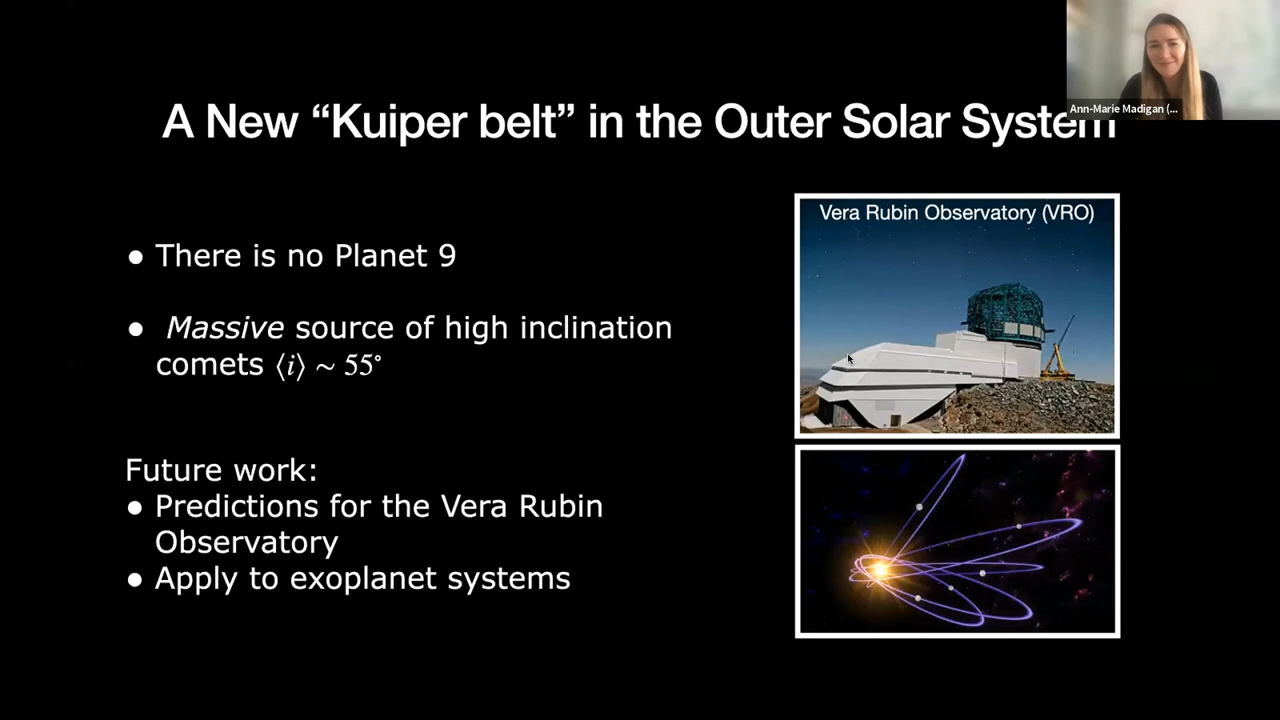 Ann-Marie Madigan (...
A New “Kuiper belt” in the Outer Solar System
Vera Rubin Observatory (VRO)
● There is no Planet 9
● Massive source of high inclination
comets ⟨i⟩ ~ 55°
Future work:
● Predictions for the Vera Rubin
Observatory
● Apply to exoplanet systems